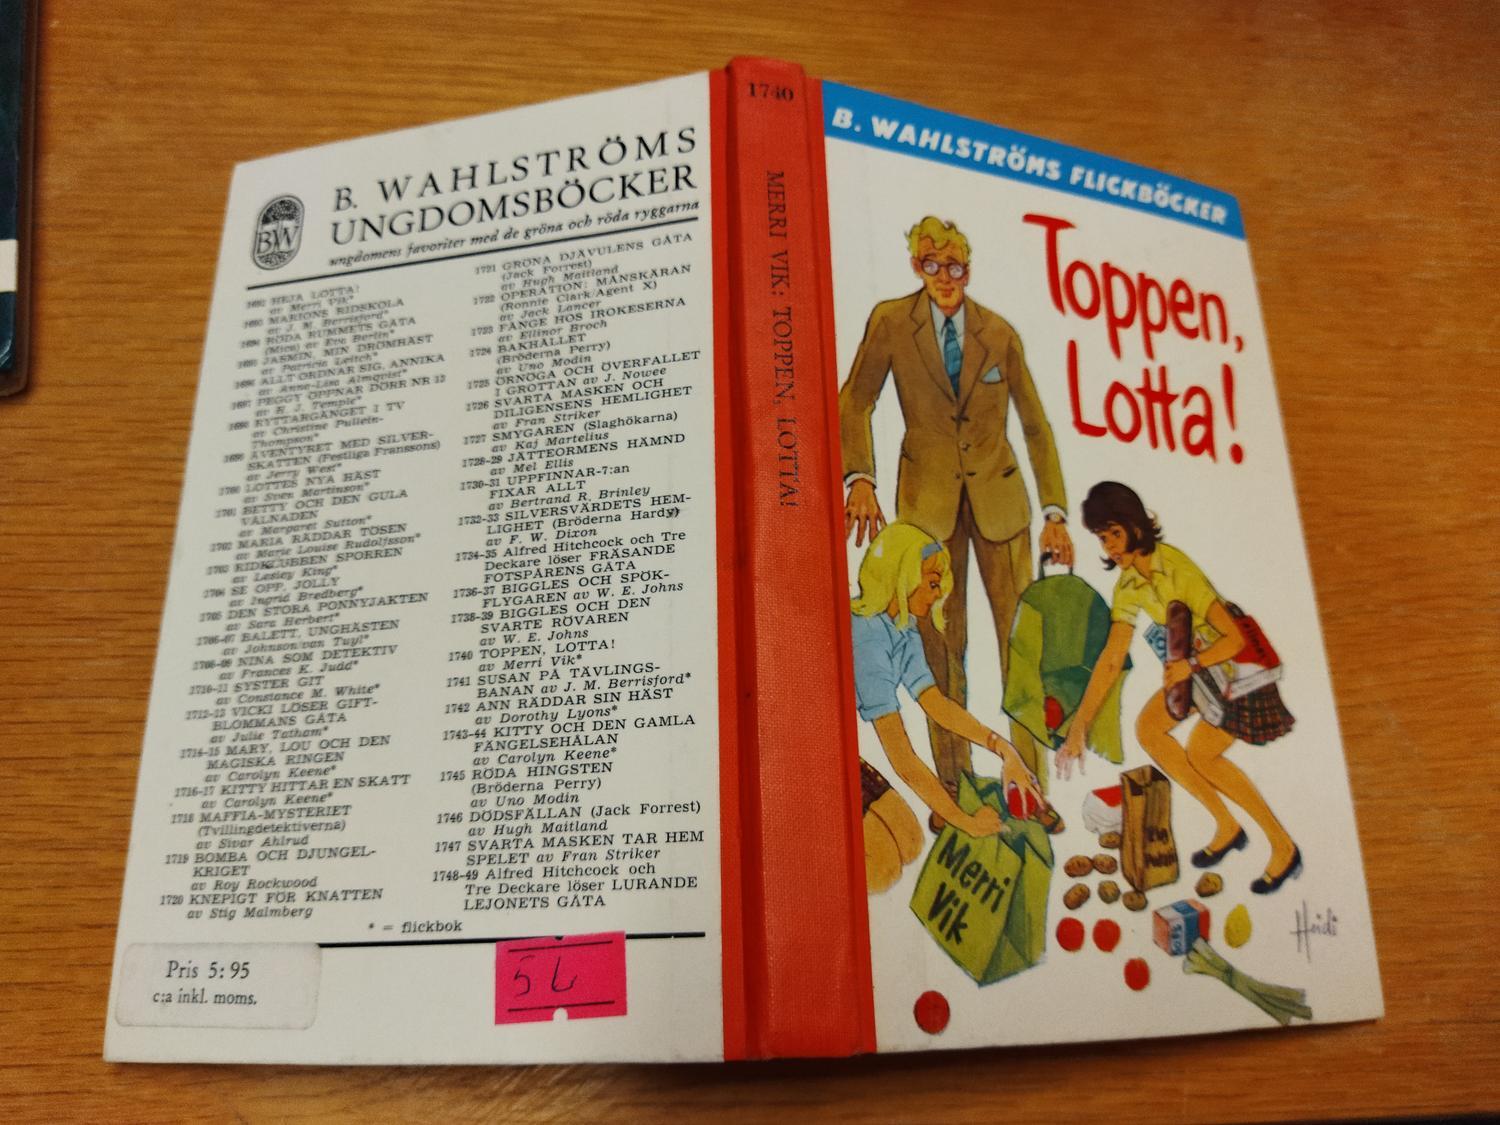 B. WAHLSTRÖMS
UNGDOMSBÖCKER
ungdomens favoriter med de gröna och röda ryggarna
BW
1692 HEJA LOTTA!
av Merri Vik*
1693 MARIONS RIDSKOLA
av J. M. Berrisford*
1694 RÖDA RUMMETS GÅTA
(Mica) av Eva Berlin*
1695 JASMIN, MIN DRÖMHÄST
av Patricia Leitch*
1696 ALLT ORDNAR SIG, ANNIKA
av Anna-Lisa Almqvist*
1697 PEGGY ÖPPNAR DÖRR NR 13
av H. J. Temple*
1698 RYTTARGÄNGET I TV
av Christine Pullein-
Thompson*
1699 ÄVENTYRET MED SILVER-
SKATTEN (Festliga Franssons)
av Jerry West*
1700 LOTTES NYA HÄST
av Sven Martinson*
1701 BETTY OCH DEN GULA
VÅLNADEN
av Margaret Sutton*
1702 MARIA RÄDDAR TÖSEN
av Marie Louise Rudolfsson*
1703 RIDKLUBBEN SPORREN
av Lesley King*
1704 SE OPP, JOLLY
av Ingrid Bredberg*
1705 DEN STORA PONNYJAKTEN
av Sara Herbert*
1706-07 BALETT, UNGHÄSTEN
av Johnson/van Tuyl*
1708-09 NINA SOM DETEKTIV
av Frances K. Judd*
1710-11 SYSTER GIT
av Constance M. White*
1712-13 VICKI LÖSER GIFT-
BLOMMANS GÅTA
av Julie Tatham*
1714-15 MARY, LOU OCH DEN
MAGISKA RINGEN
av Carolyn Keene*
1716-17 KITTY HITTAR EN SKATT
av Carolyn Keene*
1718 MAFFIA-MYSTERIET
(Tvillingdetektiverna)
av Sivar Ahlrud
1719 BOMBA OCH DJUNGEL-
KRIGET
av Roy Rockwood
1720 KNEPIGT FÖR KNATTEN
av Stig Malmberg
1721 GRÖNA DJÄVULENS GÅTA
(Jack Forrest)
av Hugh Maitland
1722 OPERATION: MÅNSKÄRAN
(Ronnie Clark/Agent X)
av Jack Lancer
1723 FÅNGE HOS IROKESERNA
av Ellinor Broch
1724 BAKHÅLLET
(Bröderna Perry)
av Uno Modin
1725 ÖRNÖGA OCH ÖVERFALLET
I GROTTAN av J. Nowee
1726 SVARTA MASKEN OCH
DILIGENSENS HEMLIGHET
av Fran Striker
1727 SMYGAREN (Slaghökarna)
av Kaj Martelius
1728-29 JÄTTEORMENS HÄMND
av Mel Ellis
1730-31 UPPFINNAR-7:an
FIXAR ALLT
av Bertrand R. Brinley
1732-33 SILVERSVÄRDETS HEM-
LIGHET (Bröderna Hardy)
av F. W. Dixon
1734-35 Alfred Hitchcock och Tre
Deckare löser FRÄSANDE
FOTSPÅRENS GÅTA
1736-37 BIGGLES OCH SPÖK-
FLYGAREN av W. E. Johns
1738-39 BIGGLES OCH DEN
SVARTE RÖVAREN
av W. E. Johns
1740 TOPPEN, LOTTA!
av Merri Vik*
1741 SUSAN PÅ TÄVLINGS-
BANAN av J. M. Berrisford*
1742 ANN RÄDDAR SIN HÄST
av Dorothy Lyons*
1743-44 KITTY OCH DEN GAMLA
FÄNGELSEHÅLAN
av Carolyn Keene*
1745 RÖDA HINGSTEN
(Bröderna Perry)
av Uno Modin
1746 DÖDSFÄLLAN (Jack Forrest)
av Hugh Maitland
1747 SVARTA MASKEN TAR HEM
SPELET av Fran Striker
1748-49 Alfred Hitchcock och
Tre Deckare löser LURANDE
LEJONETS GÅTA
* = flickbok
Pris 5:95
c:a inkl. moms.
1740
MERRI VIK: TOPPEN, LOTTA!
B. WAHLSTRÖMS FLICKBÖCKER
Toppen,
Lotta!
Merri
Vik
Heidi